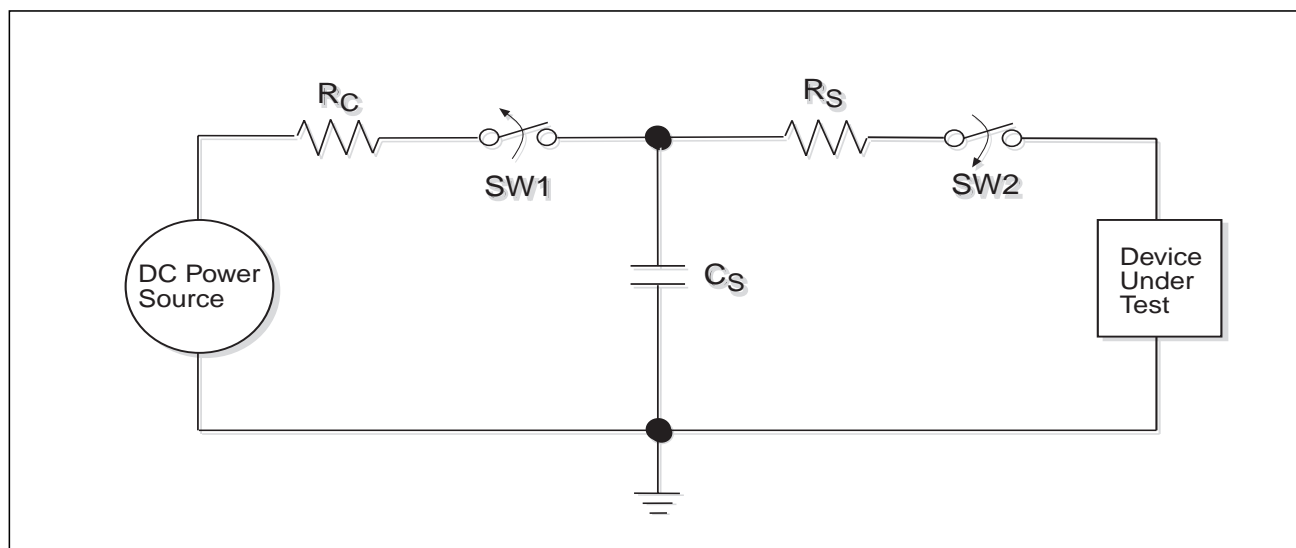 RC
RS
SW1
SW2
DC Power
Source
CS
Device
Under
Test